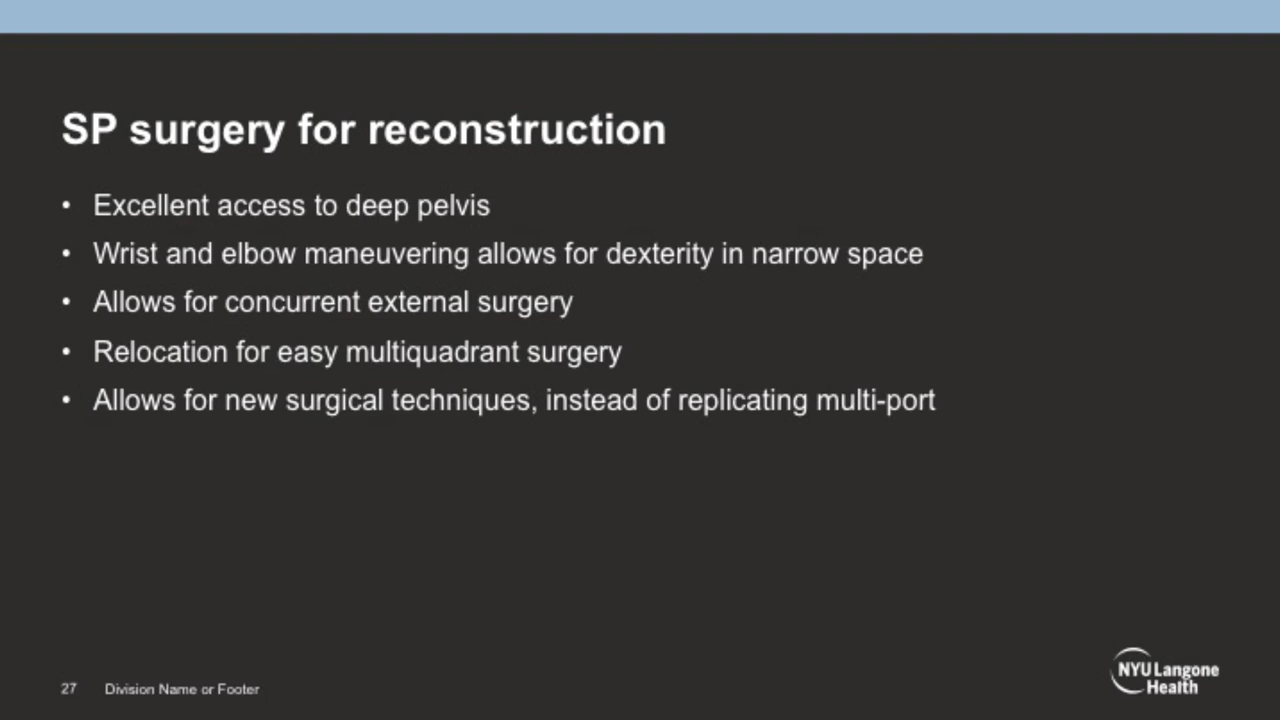 SP surgery for reconstruction
• Excellent access to deep pelvis
• Wrist and elbow maneuvering allows for dexterity in narrow space
• Allows for concurrent external surgery
• Relocation for easy multiquadrant surgery
• Allows for new surgical techniques, instead of replicating multi-port
27 Division Name or Footer
NYU Langone
Health